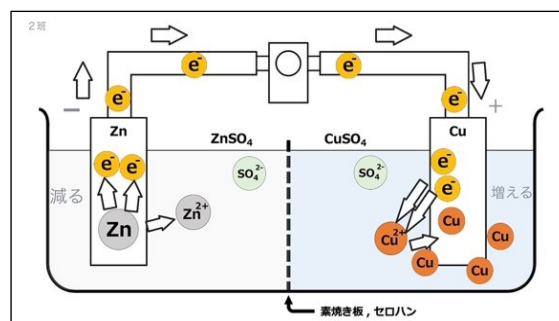 2班
e⁻
e⁻
e⁻
e⁻
−
+
Zn
ZnSO₄
CuSO₄
Cu
e⁻
e⁻
SO₄²⁻
SO₄²⁻
e⁻
e⁻
減る
増える
Zn
Zn²⁺
Cu²⁺
Cu
Cu
Cu
Cu
素焼き板 , セロハン